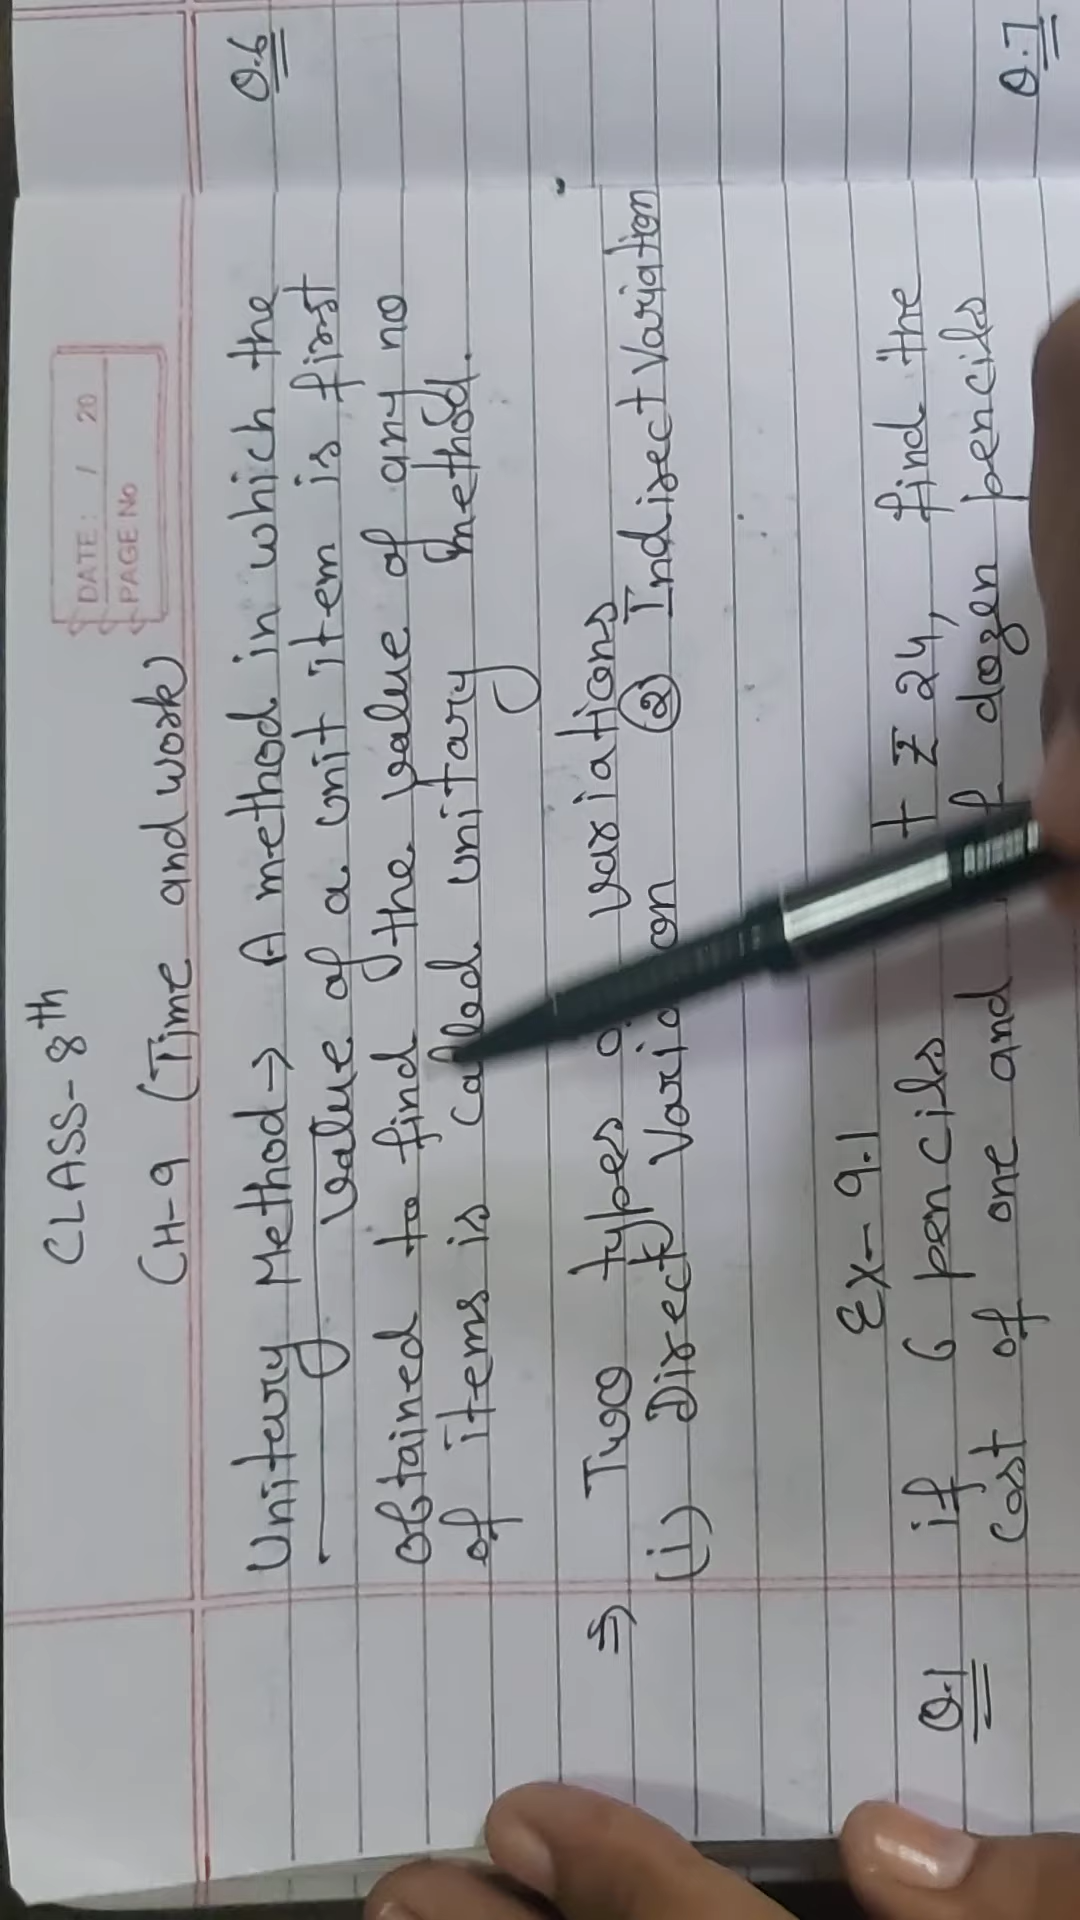 CLASS-8th
DATE: / 20
PAGE No
CH-9 (Time and work)
Unitary Method → A method in which the
value of a unit item is first
obtained to find the value of any no
of items is called unitary method.
⇒ Two types variations
(i) Direct Variation ② Indirect Variation
Ex-9.1
Q.1 if 6 pencils ₹ 24, find the
cost of one and dozen pencils
Q.6
Q.7